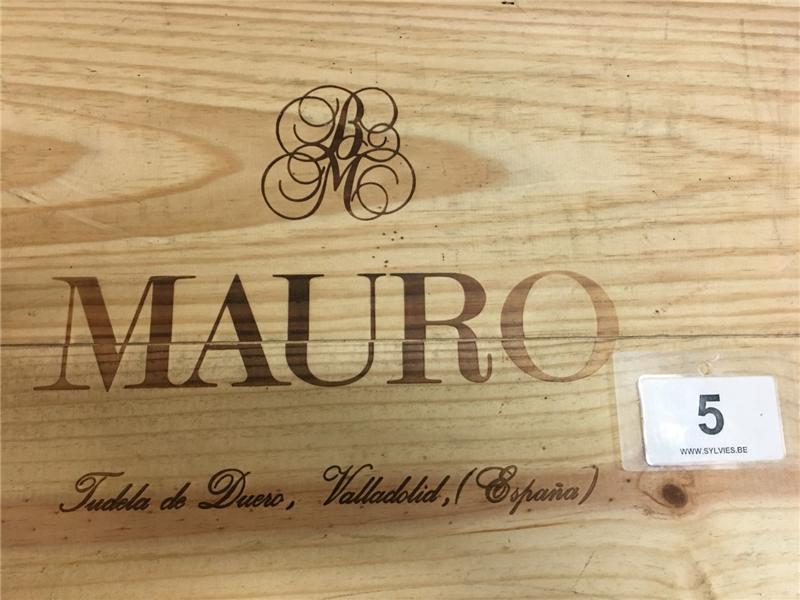 BM
MAURO
5
WWW.SYLVIES.BE
Tudela de Duero, Valladolid, (España)